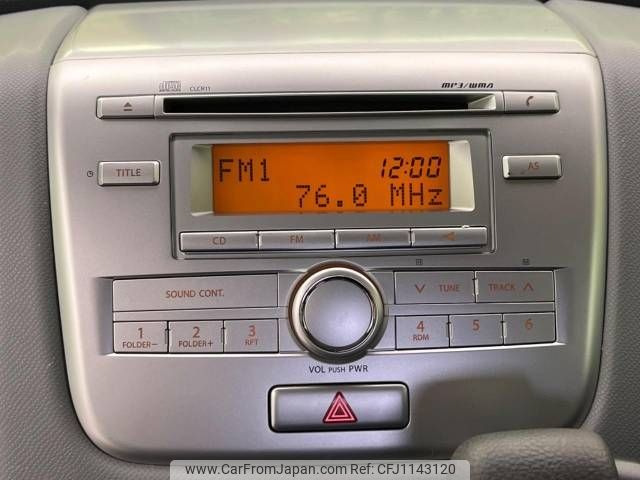 CLCR11
MP3/WMA
FM1 12:00
76.0 MHz
TITLE
AS
CD FM AM
SOUND CONT.
TUNE TRACK
1 2 3
FOLDER- FOLDER+ RPT
4 5 6
RDM
VOL PUSH PWR
www.CarFromJapan.com | Ref No. CFJ1143120